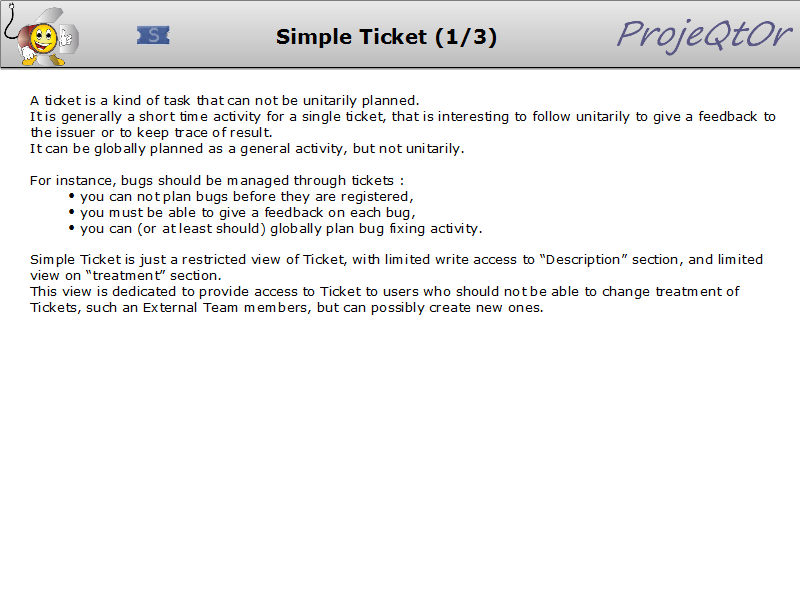 S
Simple Ticket (1/3)
ProjeQtOr
A ticket is a kind of task that can not be unitarily planned.
It is generally a short time activity for a single ticket, that is interesting to follow unitarily to give a feedback to
the issuer or to keep trace of result.
It can be globally planned as a general activity, but not unitarily.
For instance, bugs should be managed through tickets :
• you can not plan bugs before they are registered,
• you must be able to give a feedback on each bug,
• you can (or at least should) globally plan bug fixing activity.
Simple Ticket is just a restricted view of Ticket, with limited write access to “Description” section, and limited
view on “treatment” section.
This view is dedicated to provide access to Ticket to users who should not be able to change treatment of
Tickets, such an External Team members, but can possibly create new ones.